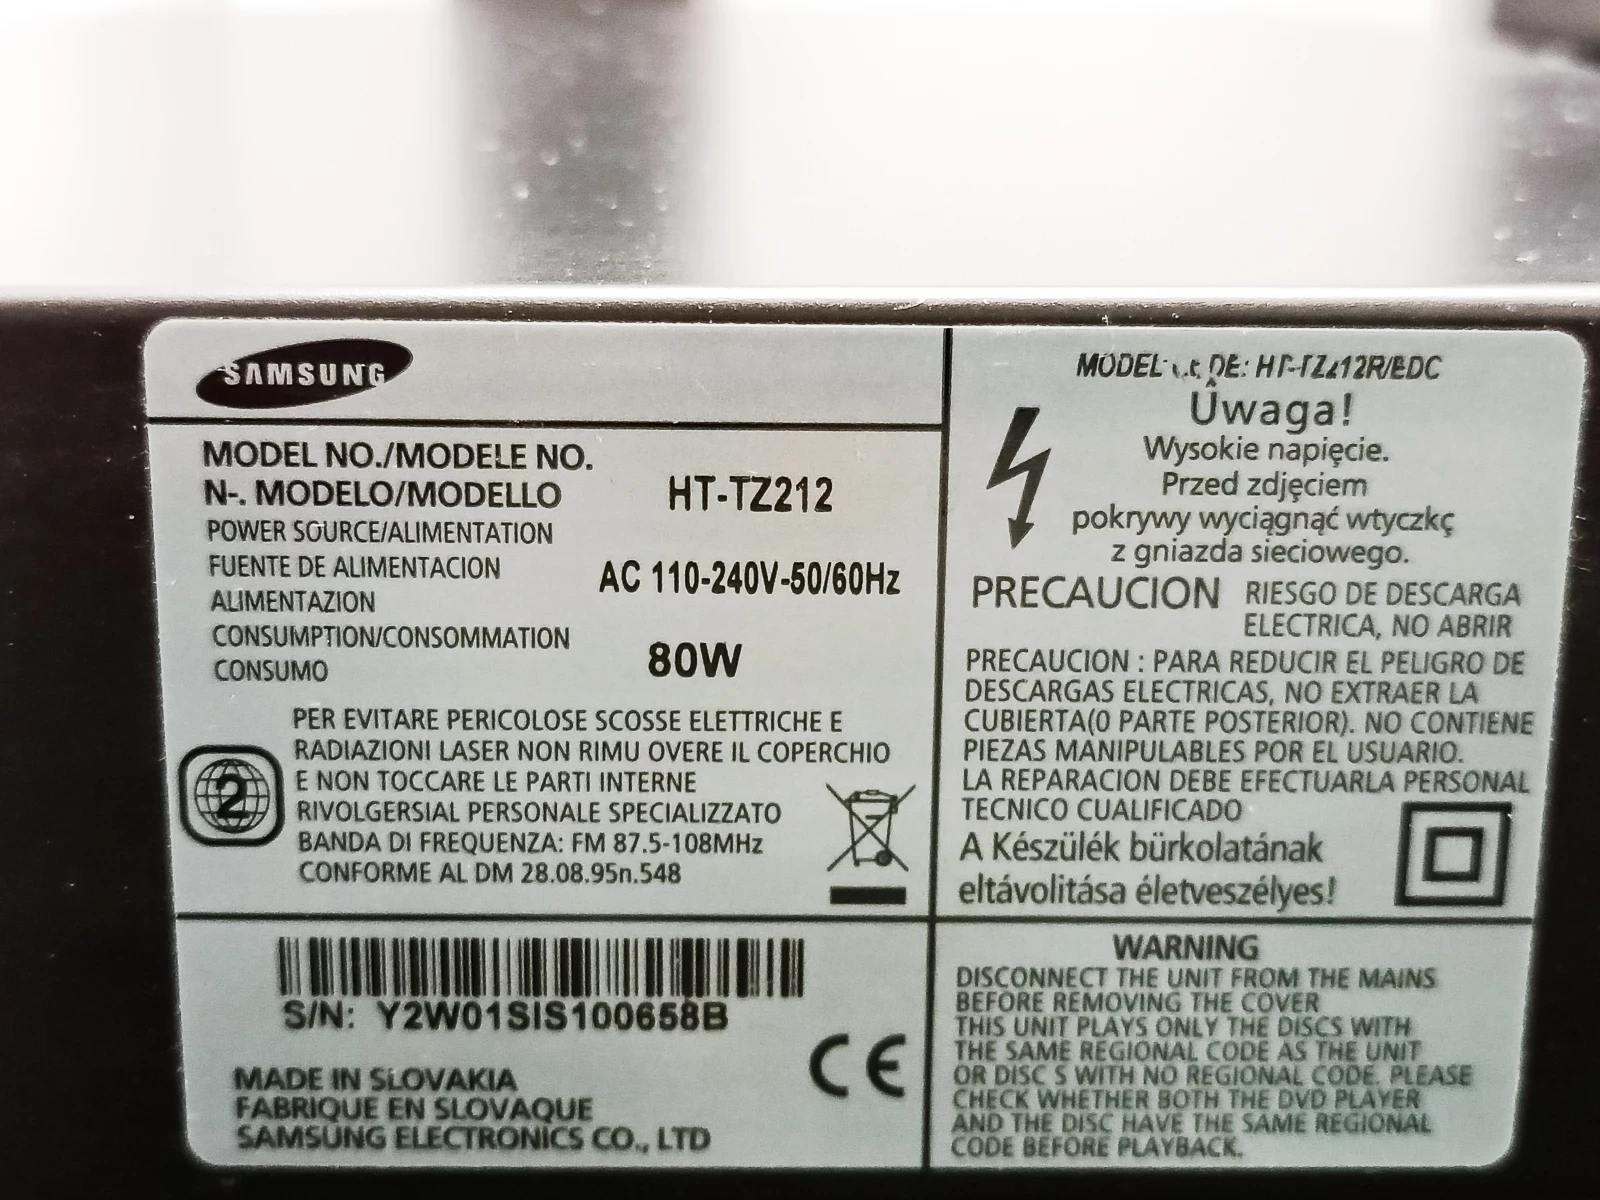 SAMSUNG
MODEL NO./MODELE NO.
N-. MODELO/MODELLO
HT-TZ212
POWER SOURCE/ALIMENTATION
FUENTE DE ALIMENTACION
ALIMENTAZION
AC 110-240V-50/60Hz
CONSUMPTION/CONSOMMATION
CONSUMO
80W
PER EVITARE PERICOLOSE SCOSSE ELETTRICHE E
RADIAZIONI LASER NON RIMU OVERE IL COPERCHIO
E NON TOCCARE LE PARTI INTERNE
RIVOLGERSIAL PERSONALE SPECIALIZZATO
BANDA DI FREQUENZA: FM 87.5-108MHz
CONFORME AL DM 28.08.95n.548
2
S/N: Y2W01SIS100658B
MADE IN SLOVAKIA
FABRIQUE EN SLOVAQUE
SAMSUNG ELECTRONICS CO., LTD
CE
MODEL DE: HT-TZ212R/EDC
Uwaga!
Wysokie napięcie.
Przed zdjęciem
pokrywy wyciągnąć wtyczkę
z gniazda sieciowego.
PRECAUCION RIESGO DE DESCARGA
ELECTRICA, NO ABRIR
PRECAUCION : PARA REDUCIR EL PELIGRO DE
DESCARGAS ELECTRICAS, NO EXTRAER LA
CUBIERTA(0 PARTE POSTERIOR). NO CONTIENE
PIEZAS MANIPULABLES POR EL USUARIO.
LA REPARACION DEBE EFECTUARLA PERSONAL
TECNICO CUALIFICADO
A Készülék bürkolatának
eltávolitása életveszélyes!
WARNING
DISCONNECT THE UNIT FROM THE MAINS
BEFORE REMOVING THE COVER
THIS UNIT PLAYS ONLY THE DISCS WITH
THE SAME REGIONAL CODE AS THE UNIT
OR DISC S WITH NO REGIONAL CODE. PLEASE
CHECK WHETHER BOTH THE DVD PLAYER
AND THE DISC HAVE THE SAME REGIONAL
CODE BEFORE PLAYBACK.